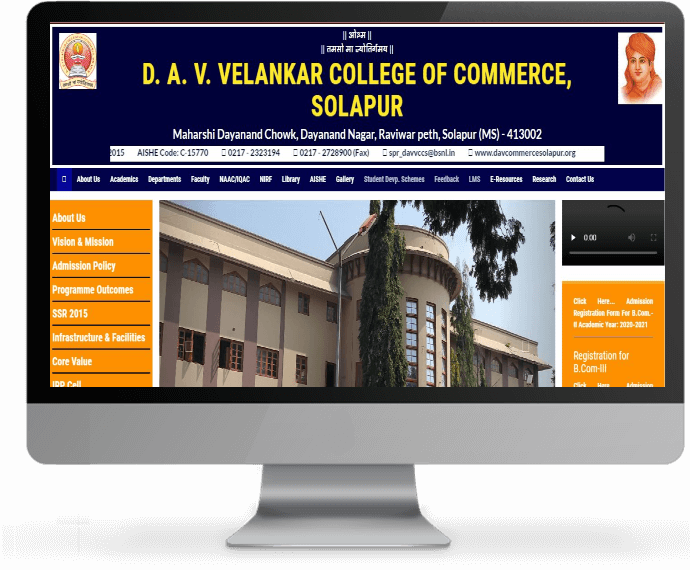 || ओ३म ||
|| तमसो मा ज्योतिर्गमय ||
D. A. V. VELANKAR COLLEGE OF COMMERCE,
SOLAPUR
Maharshi Dayanand Chowk, Dayanand Nagar, Raviwar peth, Solapur (MS) - 413002
2015 AISHE Code: C-15770 0217 - 2323194 0217 - 2728900 (Fax) spr_davvccs@bsnl.in www.davcommercesolapur.org
About Us Academics Departments Faculty NAAC/IQAC NIRF Library AISHE Gallery Student Devp. Schemes Feedback LMS E-Resources Research Contact Us
About Us
Vision & Mission
Admission Policy
Programme Outcomes
SSR 2015
Infrastructure & Facilities
Core Value
IPR Cell
0:00
Click Here... Admission
Registration Form For B.Com.-
II Academic Year: 2020-2021
Registration for
B.Com-III
Click Here Admission